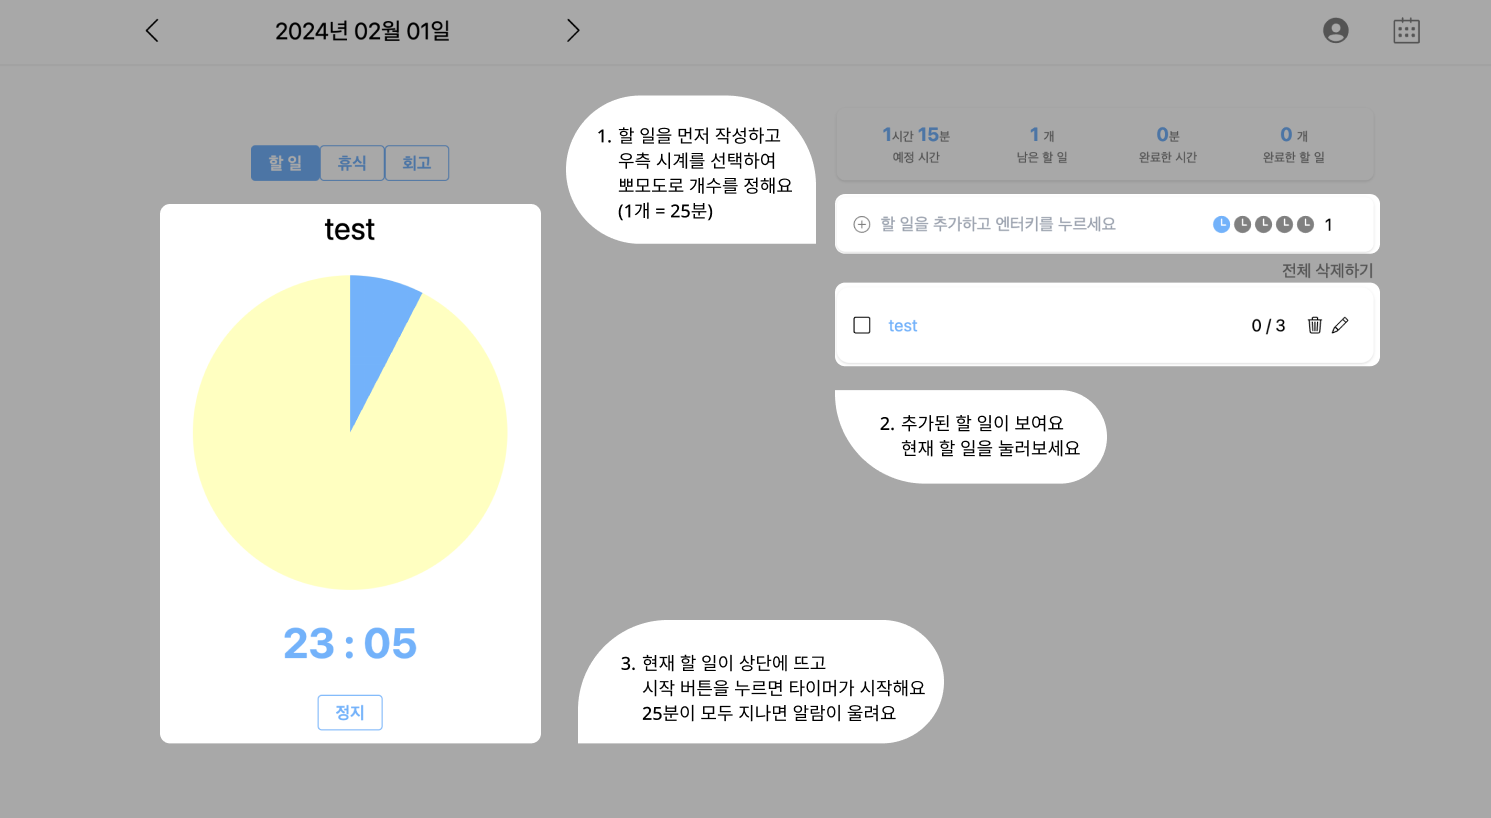 2024년 02월 01일
할 일 휴식 회고
test
23 : 05
정지
1. 할 일을 먼저 작성하고
우측 시계를 선택하여
뽀모도로 개수를 정해요
(1개 = 25분)
1시간 15분 1 개 0분 0 개
예정 시간 남은 할 일 완료한 시간 완료한 할 일
할 일을 추가하고 엔터키를 누르세요 1
전체 삭제하기
test 0 / 3
2. 추가된 할 일이 보여요
현재 할 일을 눌러보세요
3. 현재 할 일이 상단에 뜨고
시작 버튼을 누르면 타이머가 시작해요
25분이 모두 지나면 알람이 울려요